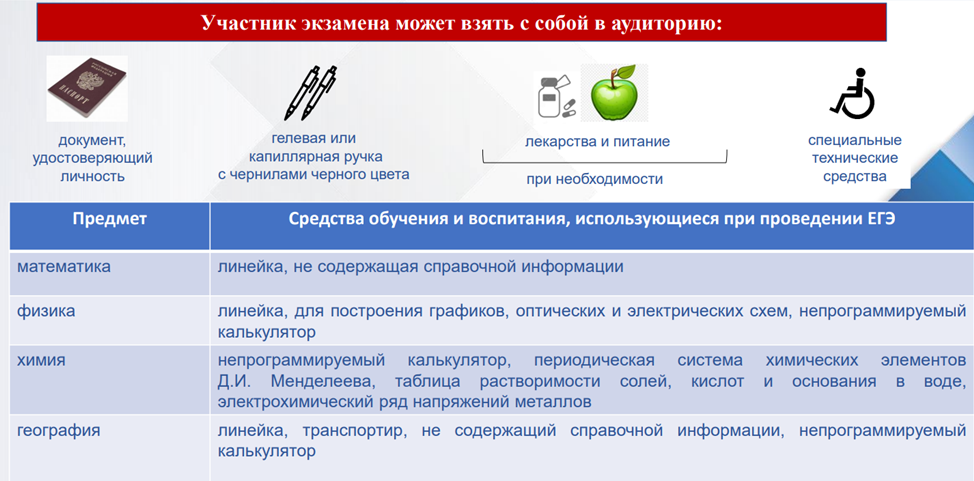 Участник экзамена может взять с собой в аудиторию:
ПАСПОРТ
документ,
удостоверяющий
личность
гелевая или
капиллярная ручка
с чернилами черного цвета
лекарства и питание
при необходимости
специальные
технические
средства
Предмет
Средства обучения и воспитания, использующиеся при проведении ЕГЭ
математика
линейка, не содержащая справочной информации
физика
линейка, для построения графиков, оптических и электрических схем, непрограммируемый
калькулятор
химия
непрограммируемый калькулятор, периодическая система химических элементов
Д.И. Менделеева, таблица растворимости солей, кислот и основания в воде,
электрохимический ряд напряжений металлов
география
линейка, транспортир, не содержащий справочной информации, непрограммируемый
калькулятор